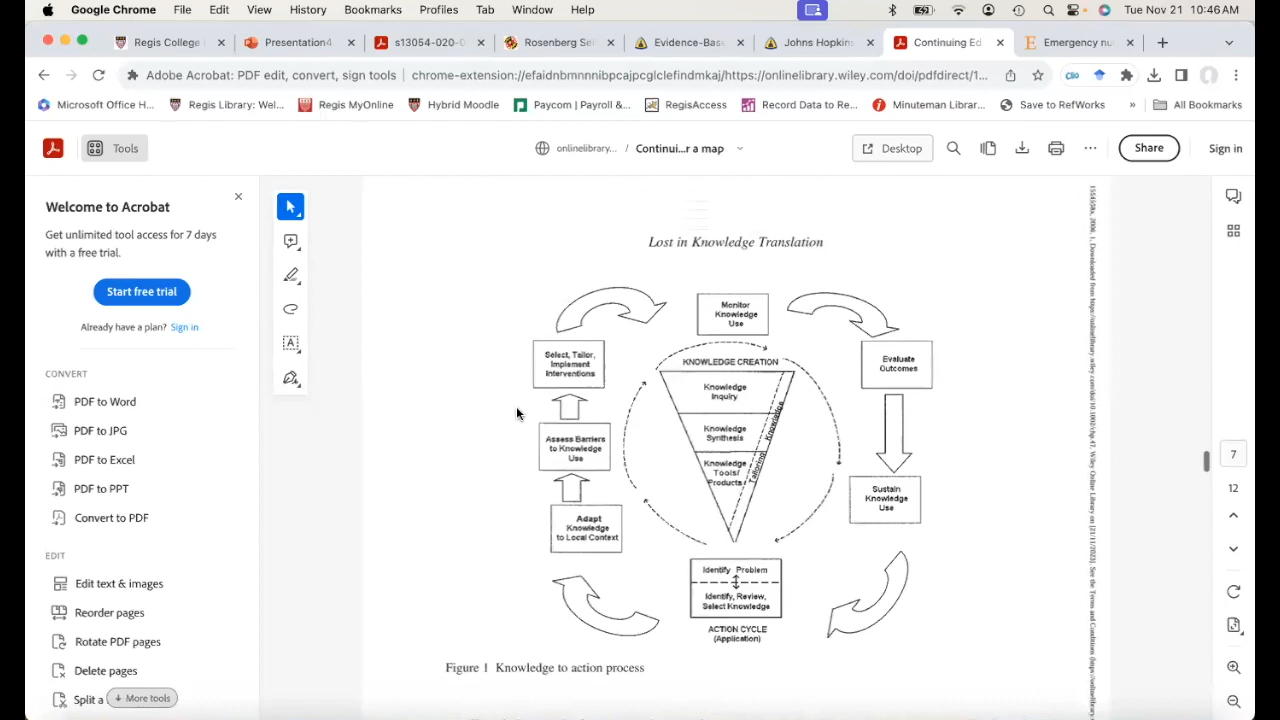 Google Chrome File Edit View History Bookmarks Profiles Tab Window Help Tue Nov 21 10:46 AM
Regis College Presentation4 s13054-020- Rosenberg Sel Evidence-Bas Johns Hopkins Continuing Ed Emergency nu
Adobe Acrobat: PDF edit, convert, sign tools | chrome-extension://efaidnbmnnnibpcajpcglclefindmkaj/https://onlinelibrary.wiley.com/doi/pdfdirect/1...
Microsoft Office H... Regis Library: Wel... Regis MyOnline Hybrid Moodle Paycom | Payroll &... RegisAccess Record Data to Re... Minuteman Librar... Save to RefWorks » All Bookmarks
Tools onlinelibrary... / Continui...r a map Desktop Share Sign in
Welcome to Acrobat
Get unlimited tool access for 7 days
with a free trial.
Start free trial
Already have a plan? Sign in
CONVERT
PDF to Word
PDF to JPG
PDF to Excel
PDF to PPT
Convert to PDF
EDIT
Edit text & images
Reorder pages
Rotate PDF pages
Delete pages
Split a
More tools
Lost in Knowledge Translation
Monitor
Knowledge
Use
Select, Tailor,
Implement
Interventions
Evaluate
Outcomes
KNOWLEDGE CREATION
Knowledge
Inquiry
Knowledge
Synthesis
Knowledge
Tools/
Products
Tailoring Knowledge
Assess Barriers
to Knowledge
Use
Sustain
Knowledge
Use
Adapt
Knowledge
to Local Context
Identify Problem
Identify, Review,
Select Knowledge
ACTION CYCLE
(Application)
Figure 1 Knowledge to action process
7
12